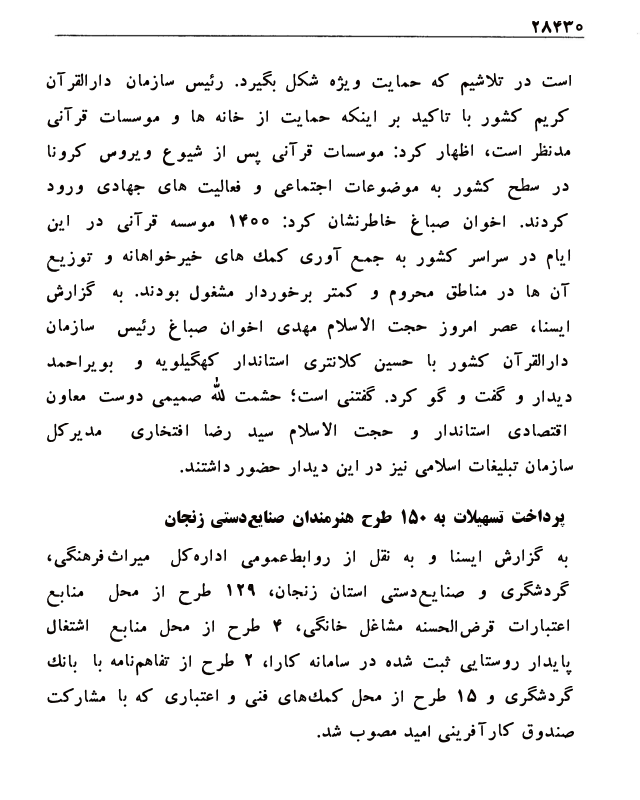 ۲۸۴۳۰
است در تلاشیم که حمایت ویژه شکل بگیرد. رئیس سازمان دارالقرآن
کریم کشور با تاکید بر اینکه حمایت از خانه ها و موسسات قرآنی
مدنظر است، اظهار کرد: موسسات قرآنی پس از شیوع ویروس کرونا
در سطح کشور به موضوعات اجتماعی و فعالیت های جهادی ورود
کردند. اخوان صباغ خاطرنشان کرد: ۱۴۰۰ موسسه قرآنی در این
ایام در سراسر کشور به جمع آوری کمک های خیرخواهانه و توزیع
آن ها در مناطق محروم و کمتر برخوردار مشغول بودند. به گزارش
ایسنا، عصر امروز حجت الاسلام مهدی اخوان صباغ رئیس سازمان
دارالقرآن کشور با حسین کلانتری استاندار کهگیلویه و بویراحمد
دیدار و گفت و گو کرد. گفتنی است؛ حشمت لله صمیمی دوست معاون
اقتصادی استاندار و حجت الاسلام سید رضا افتخاری مدیرکل
سازمان تبلیغات اسلامی نیز در این دیدار حضور داشتند.
پرداخت تسهیلات به ۱۵۰ طرح هنرمندان صنایع‌دستی زنجان
به گزارش ایسنا و به نقل از روابط‌عمومی اداره‌کل میراث‌فرهنگی،
گردشگری و صنایع‌دستی استان زنجان، ۱۲۹ طرح از محل منابع
اعتبارات قرض‌الحسنه مشاغل خانگی، ۴ طرح از محل منابع اشتغال
پایدار روستایی ثبت شده در سامانه کارا، ۲ طرح از تفاهم‌نامه با بانک
گردشگری و ۱۵ طرح از محل کمک‌های فنی و اعتباری که با مشارکت
صندوق کارآفرینی امید مصوب شد.